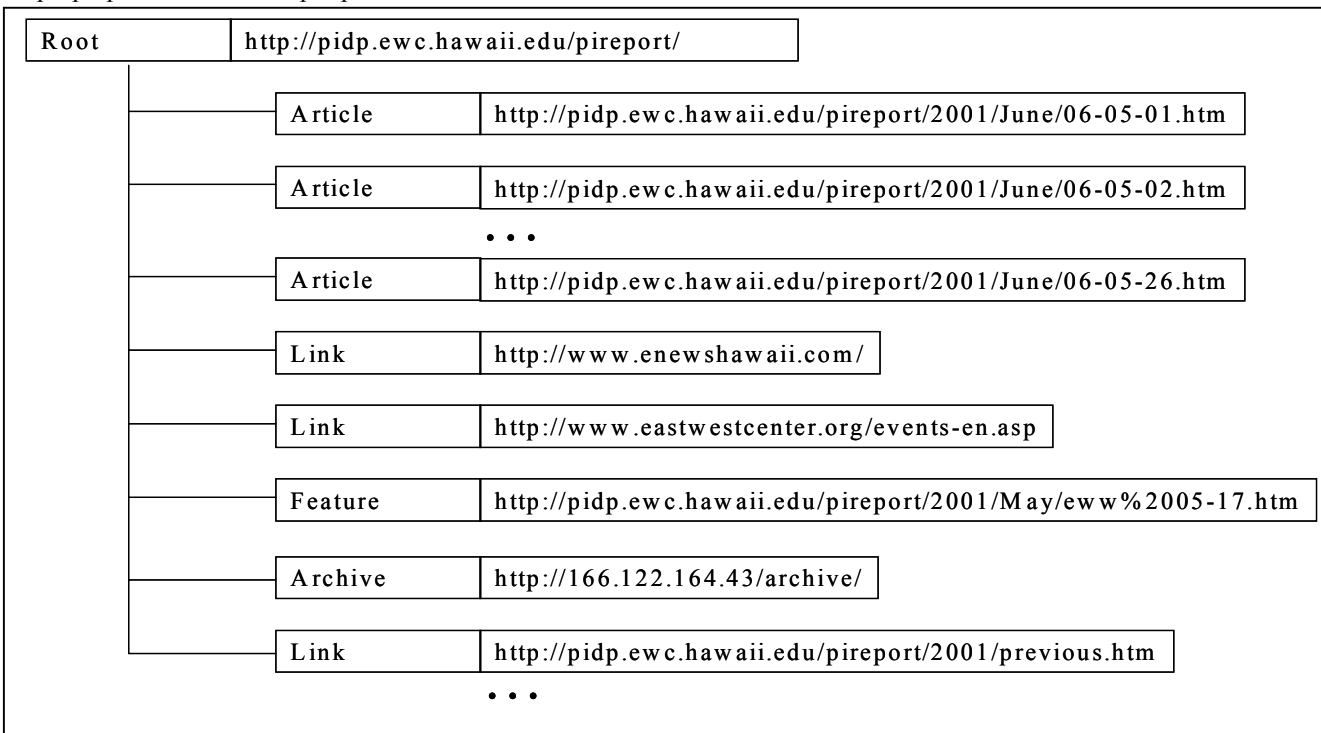 Root http://pidp.ewc.hawaii.edu/pireport/
Article http://pidp.ewc.hawaii.edu/pireport/2001/June/06-05-01.htm
Article http://pidp.ewc.hawaii.edu/pireport/2001/June/06-05-02.htm
• • •
Article http://pidp.ewc.hawaii.edu/pireport/2001/June/06-05-26.htm
Link http://www.enewshawaii.com/
Link http://www.eastwestcenter.org/events-en.asp
Feature http://pidp.ewc.hawaii.edu/pireport/2001/May/eww%2005-17.htm
Archive http://166.122.164.43/archive/
Link http://pidp.ewc.hawaii.edu/pireport/2001/previous.htm
• • •